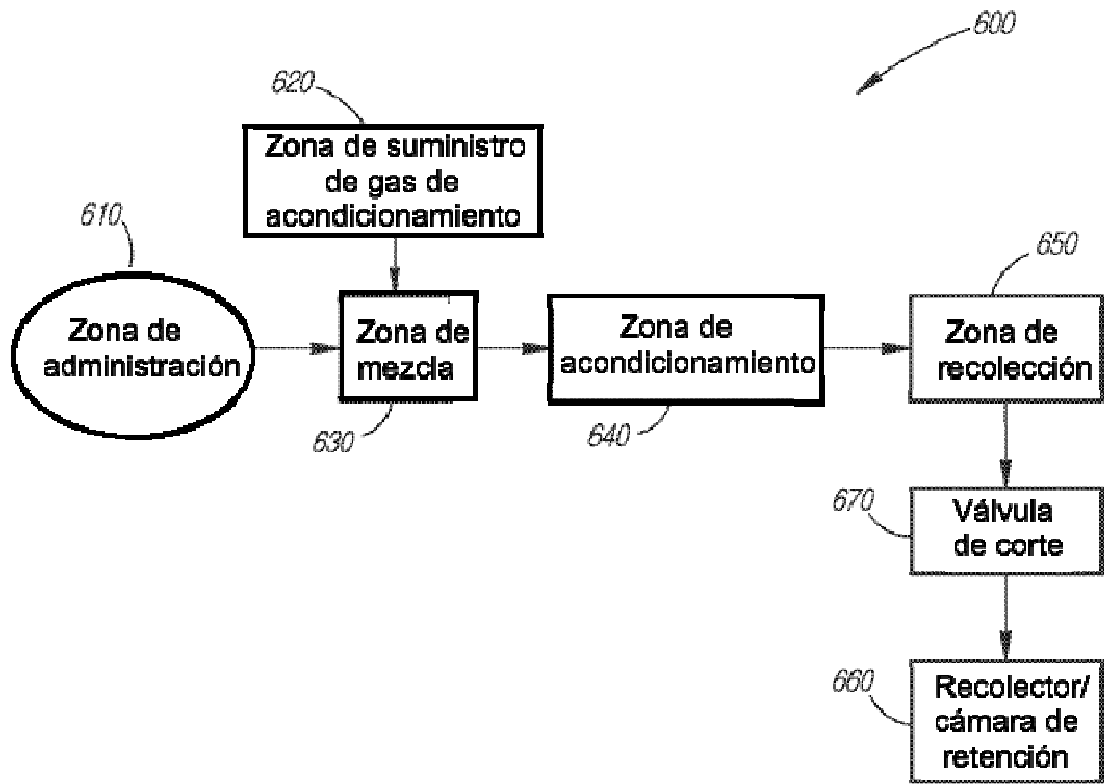 600
620
Zona de suministro
de gas de
acondicionamiento
610
650
Zona de
administración
Zona de
mezcla
Zona de
acondicionamiento
Zona de
recolección
630
640
670
Válvula
de corte
660
Recolector/
cámara de
retención